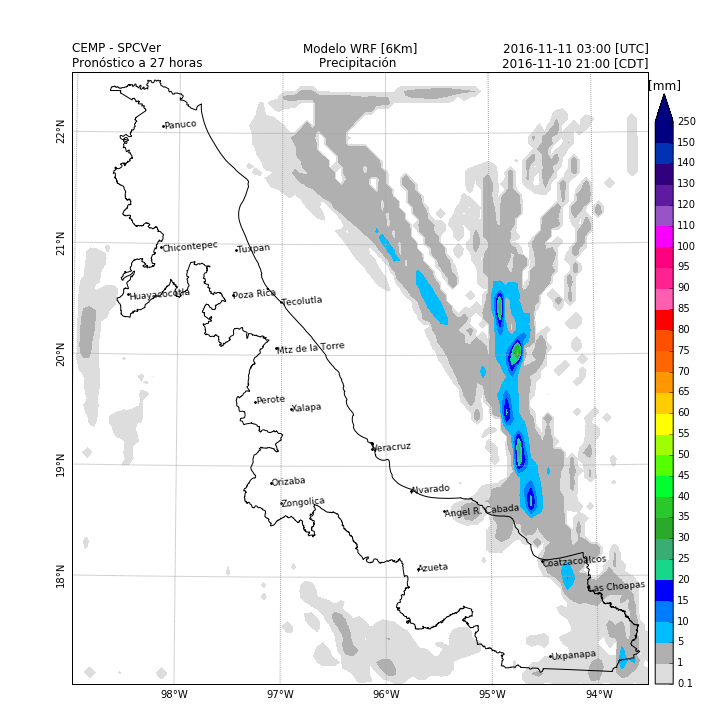 CEMP - SPCVer
Modelo WRF [6Km]
2016-11-11 03:00 [UTC]
Pronóstico a 27 horas
Precipitación
2016-11-10 21:00 [CDT]
[mm]
250
150
140
130
120
110
100
95
90
85
80
75
70
65
60
55
50
45
40
35
30
25
20
15
10
5
1
0.1
22°N
21°N
20°N
19°N
18°N
Panuco
Chicontepec
Tuxpan
Huayacocotla
Poza Rica
Tecolutla
Mtz de la Torre
Perote
Xalapa
Veracruz
Orizaba
Alvarado
Zongolica
Angel R. Cabada
Azueta
Coatzacoalcos
Las Choapas
Uxpanapa
98°W
97°W
96°W
95°W
94°W